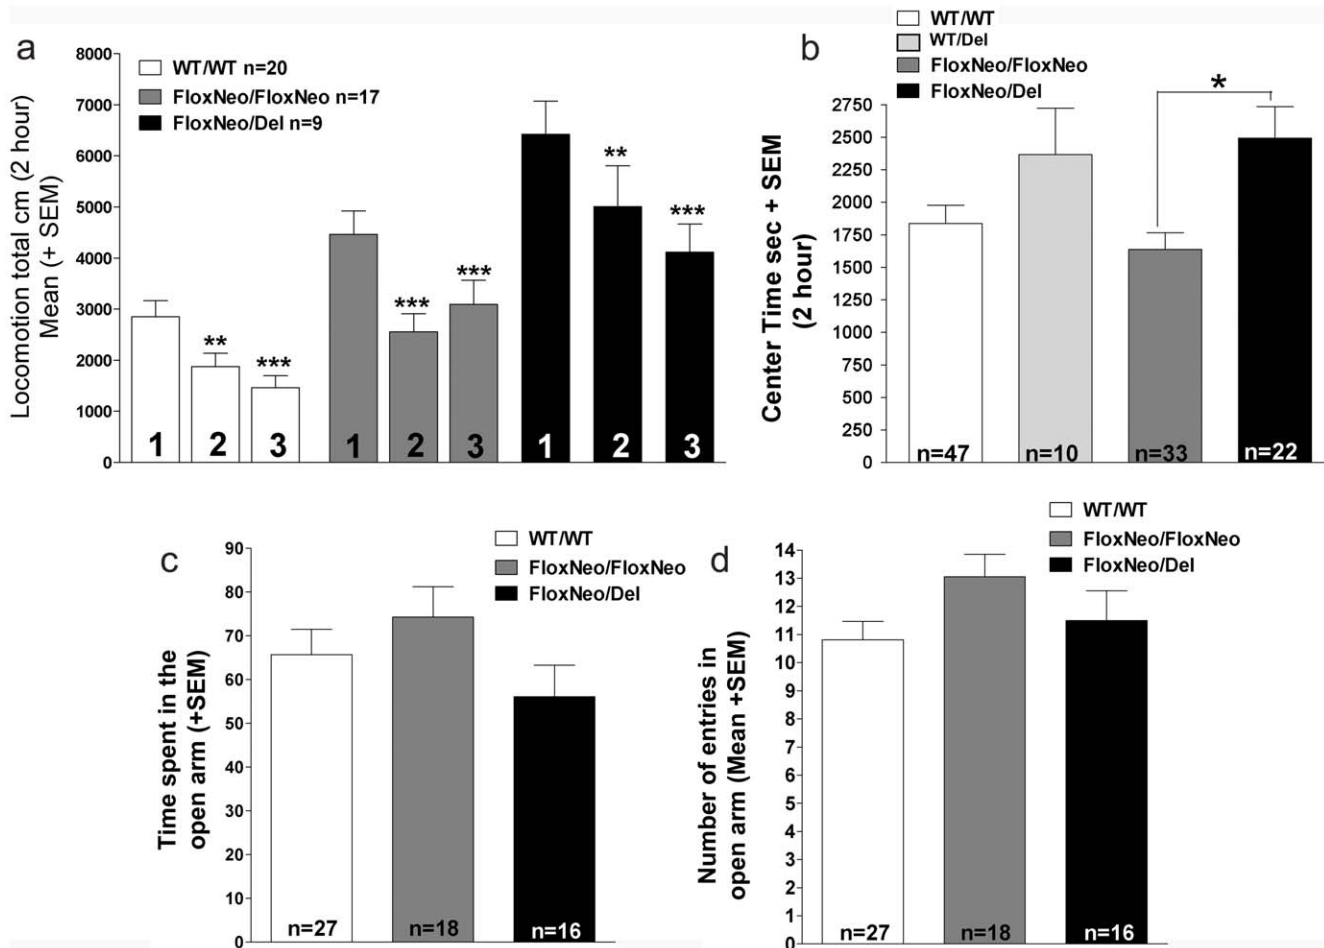 a
Locomotion total cm (2 hour)
Mean (+ SEM)
8000
7000
6000
5000
4000
3000
2000
1000
0
WT/WT n=20
FloxNeo/FloxNeo n=17
FloxNeo/Del n=9
** *** *** *** ** ***
1 2 3 1 2 3 1 2 3
b
WT/WT
WT/Del
FloxNeo/FloxNeo
FloxNeo/Del
Center Time sec + SEM
(2 hour)
2750
2500
2250
2000
1750
1500
1250
1000
750
500
250
0
*
n=47 n=10 n=33 n=22
c
WT/WT
FloxNeo/FloxNeo
FloxNeo/Del
Time spent in the
open arm (+SEM)
90
80
70
60
50
40
30
20
10
0
n=27 n=18 n=16
d
WT/WT
FloxNeo/FloxNeo
FloxNeo/Del
Number of entries in
open arm (Mean +SEM)
14
13
12
11
10
9
8
7
6
5
4
3
2
1
0
n=27 n=18 n=16